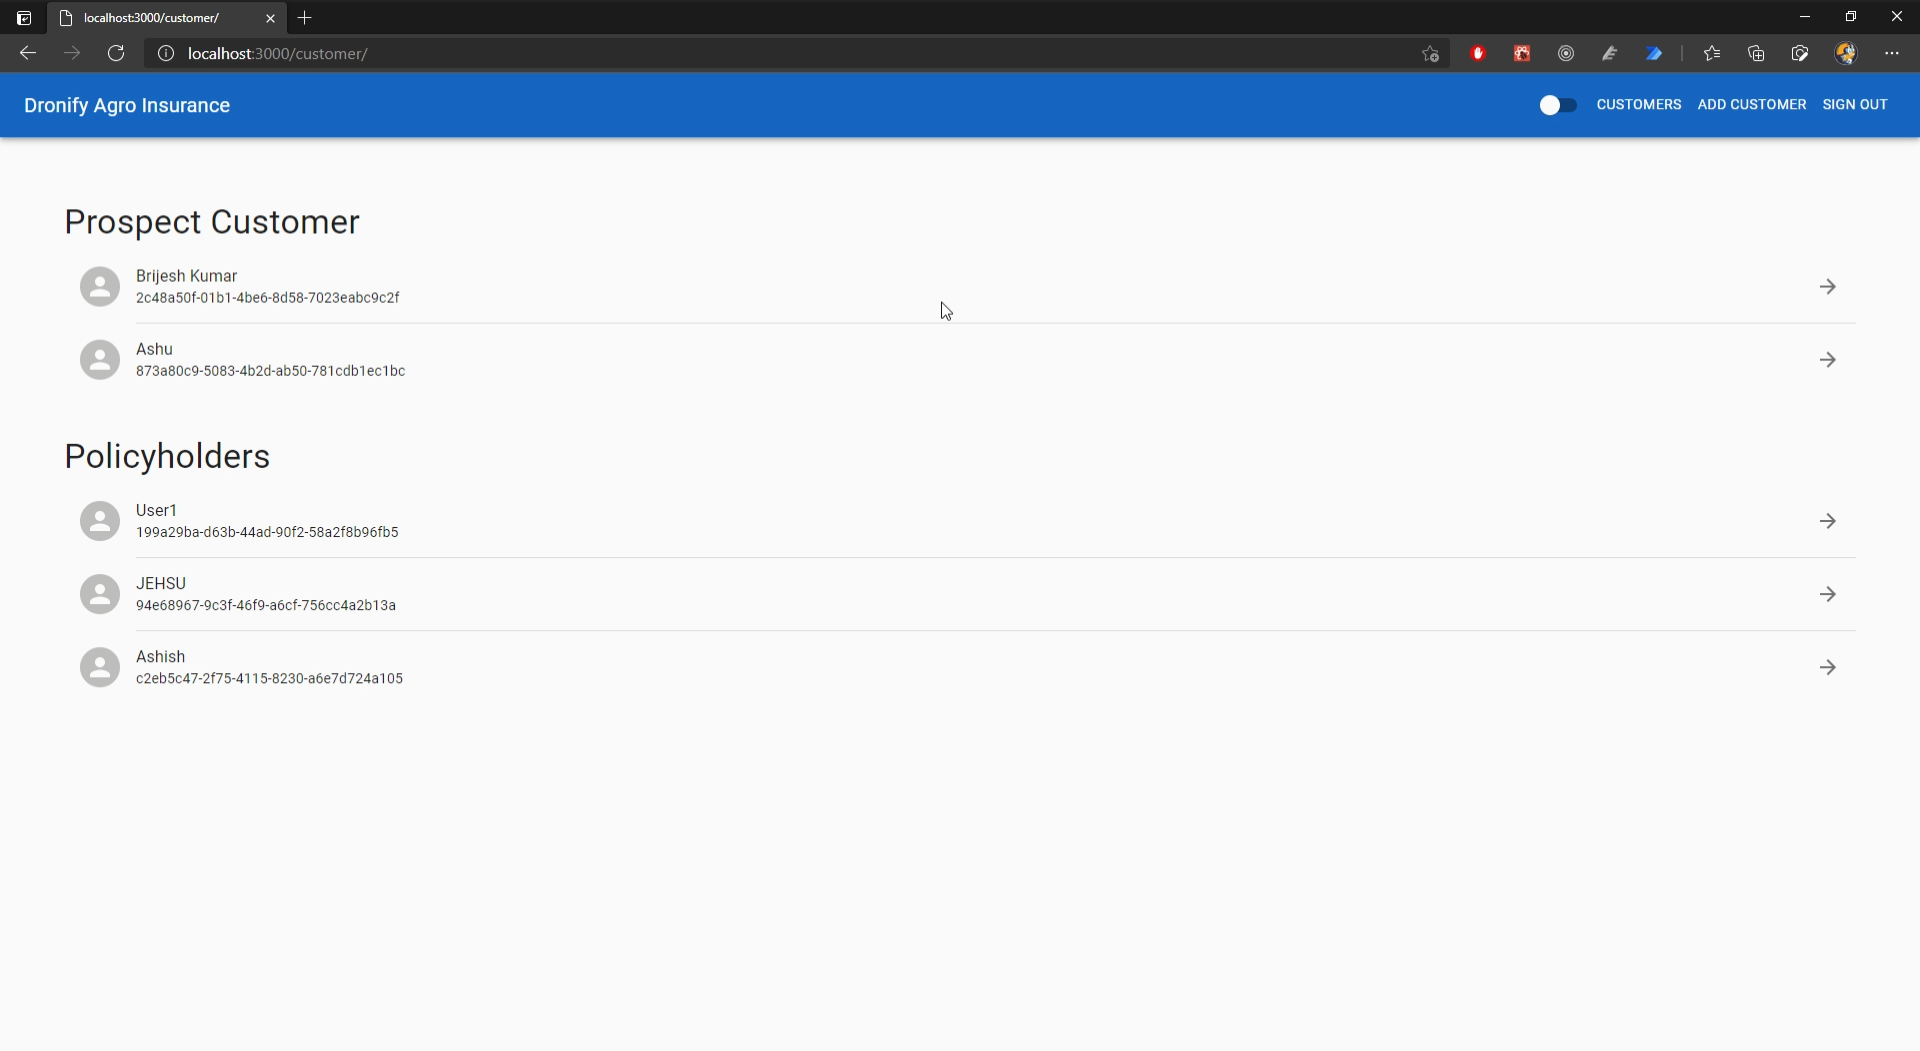 localhost:3000/customer/
localhost:3000/customer/
Dronify Agro Insurance
CUSTOMERS ADD CUSTOMER SIGN OUT
Prospect Customer
Brijesh Kumar
2c48a50f-01b1-4be6-8d58-7023eabc9c2f
Ashu
873a80c9-5083-4b2d-ab50-781cdb1ec1bc
Policyholders
User1
199a29ba-d63b-44ad-90f2-58a2f8b96fb5
JEHSU
94e68967-9c3f-46f9-a6cf-756cc4a2b13a
Ashish
c2eb5c47-2f75-4115-8230-a6e7d724a105